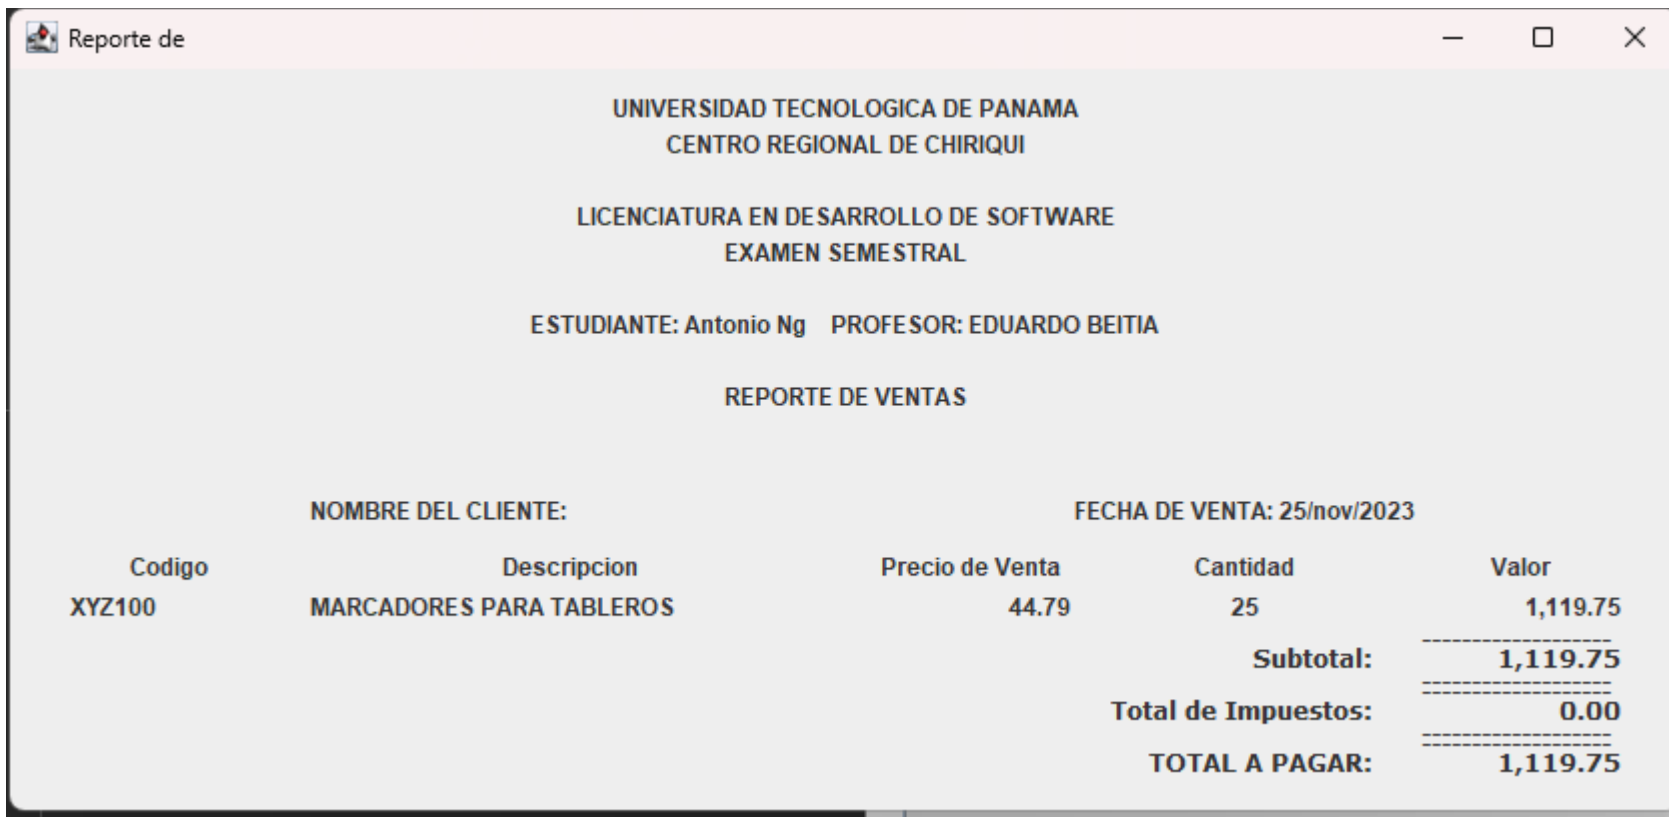 Reporte de
UNIVERSIDAD TECNOLOGICA DE PANAMA
CENTRO REGIONAL DE CHIRIQUI
LICENCIATURA EN DESARROLLO DE SOFTWARE
EXAMEN SEMESTRAL
ESTUDIANTE: Antonio Ng PROFESOR: EDUARDO BEITIA
REPORTE DE VENTAS
NOMBRE DEL CLIENTE: FECHA DE VENTA: 25/nov/2023
Codigo Descripcion Precio de Venta Cantidad Valor
XYZ100 MARCADORES PARA TABLEROS 44.79 25 1,119.75
-------------------
Subtotal: 1,119.75
===================
Total de Impuestos: 0.00
===================
TOTAL A PAGAR: 1,119.75